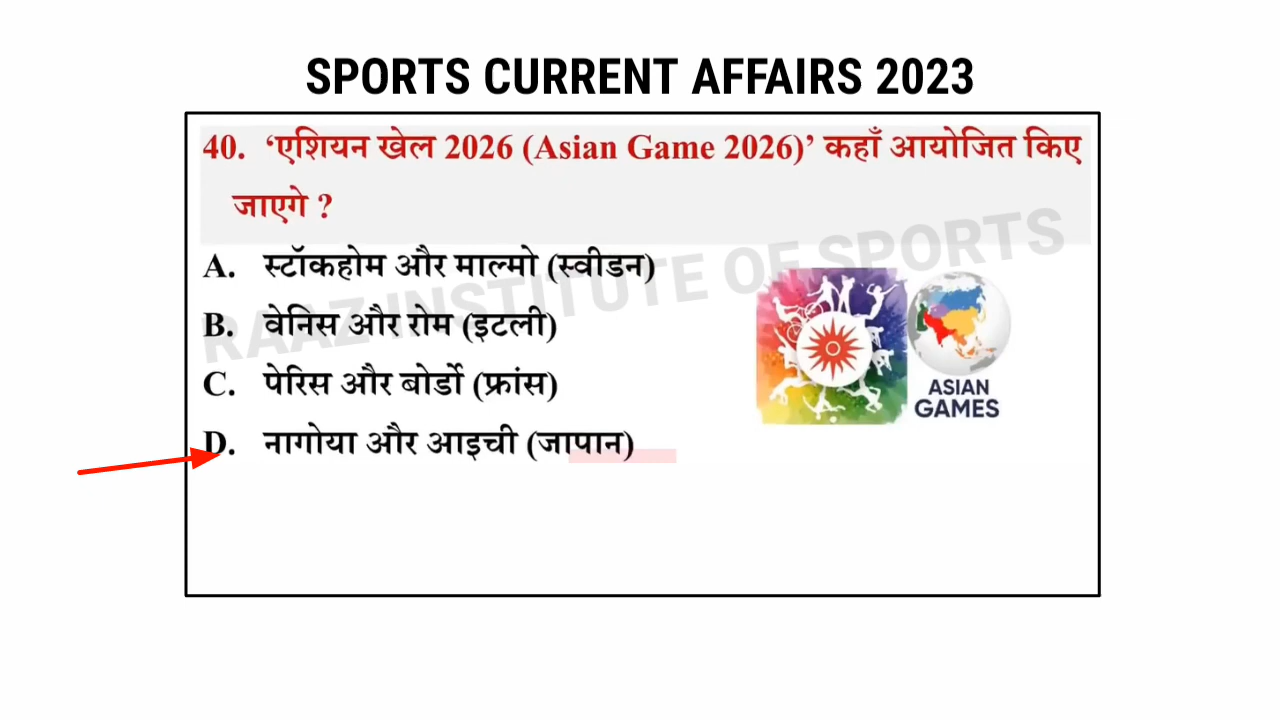 SPORTS CURRENT AFFAIRS 2023
40. ‘एशियन खेल 2026 (Asian Game 2026)’ कहाँ आयोजित किए
जाएगे ?
A. स्टॉकहोम और माल्मो (स्वीडन)
B. वेनिस और रोम (इटली)
C. पेरिस और बोर्डो (फ्रांस)
D. नागोया और आइची (जापान)
RAAZ INSTITUTE OF SPORTS
ASIAN
GAMES